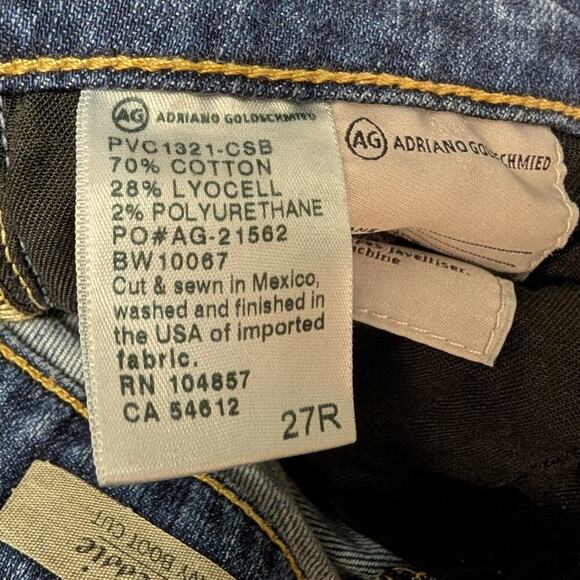 AG ADRIANO GOLDSCHMIED
PVC1321-CSB
70% COTTON
28% LYOCELL
2% POLYURETHANE
PO#AG-21562
BW10067
Cut & sewn in Mexico,
washed and finished in
the USA of imported
fabric.
RN 104857
CA 54612
27R
AG ADRIANO GOLDSCHMIED
javelliser.
machine
BOOT CUT